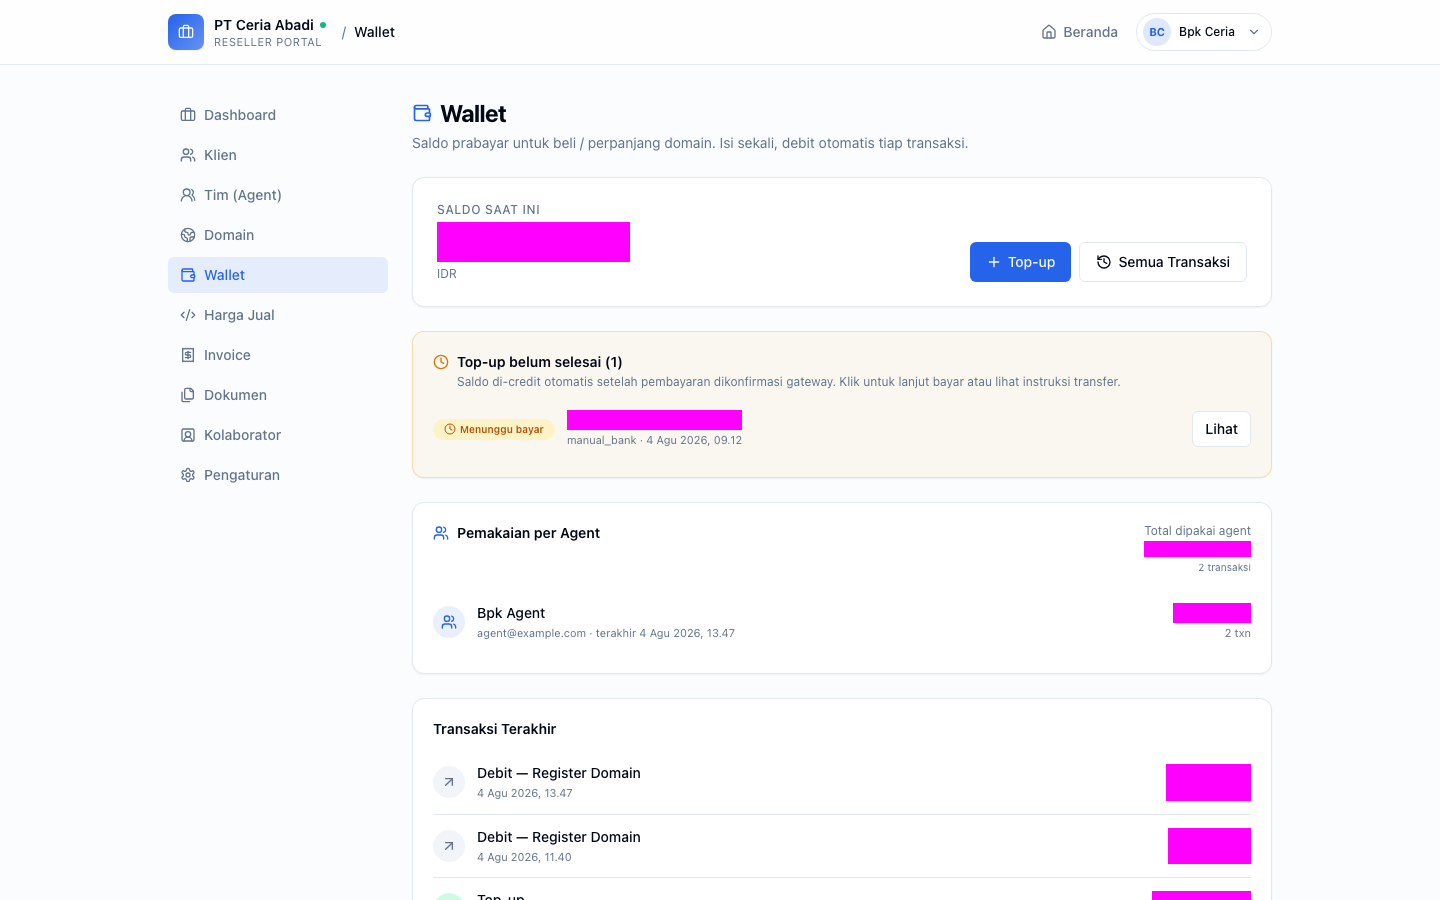 PT Ceria Abadi
RESELLER PORTAL
/ Wallet
Beranda
BC
Bpk Ceria
Dashboard
Klien
Tim (Agent)
Domain
Wallet
Harga Jual
Invoice
Dokumen
Kolaborator
Pengaturan
Wallet
Saldo prabayar untuk beli / perpanjang domain. Isi sekali, debit otomatis tiap transaksi.
SALDO SAAT INI
IDR
Top-up
Semua Transaksi
Top-up belum selesai (1)
Saldo di-credit otomatis setelah pembayaran dikonfirmasi gateway. Klik untuk lanjut bayar atau lihat instruksi transfer.
Menunggu bayar
manual_bank · 4 Agu 2026, 09.12
Lihat
Pemakaian per Agent
Total dipakai agent
2 transaksi
Bpk Agent
agent@example.com · terakhir 4 Agu 2026, 13.47
2 txn
Transaksi Terakhir
Debit — Register Domain
4 Agu 2026, 13.47
Debit — Register Domain
4 Agu 2026, 11.40
Top-up